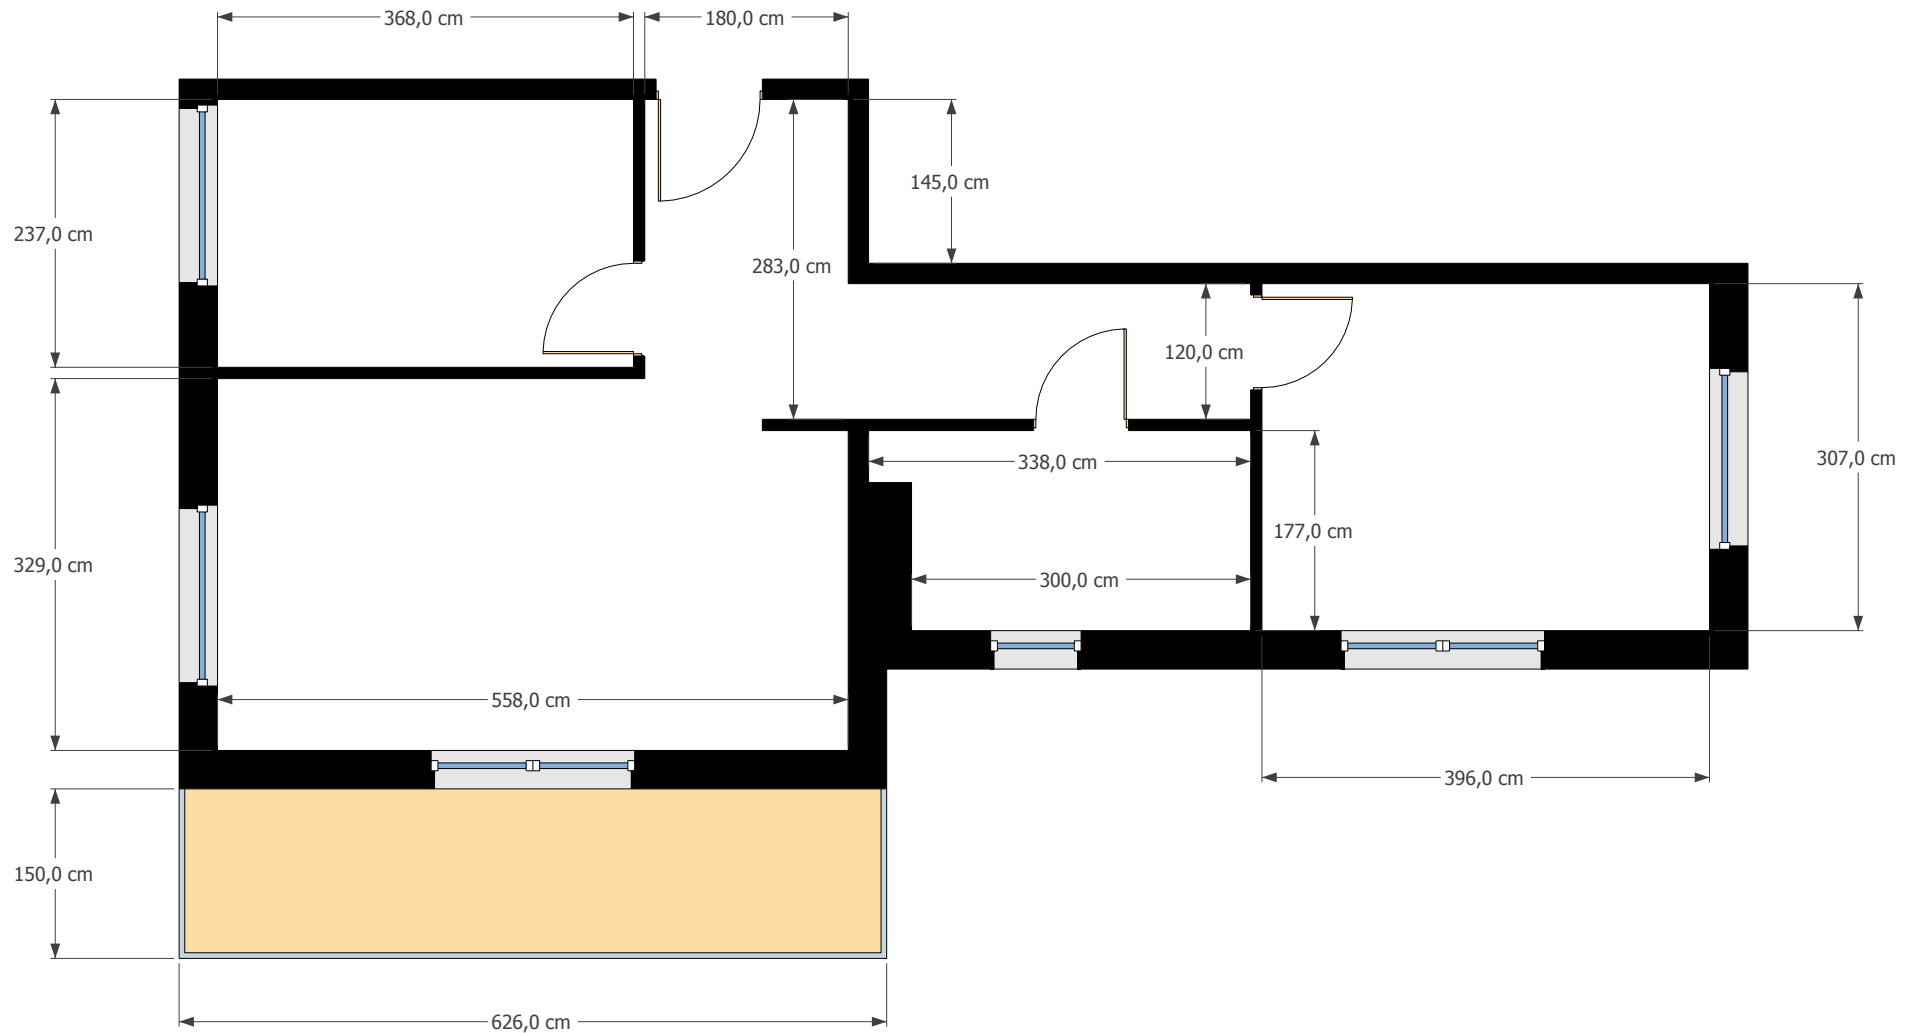 368,0 cm
180,0 cm
145,0 cm
237,0 cm
283,0 cm
120,0 cm
307,0 cm
338,0 cm
177,0 cm
329,0 cm
300,0 cm
558,0 cm
396,0 cm
150,0 cm
626,0 cm